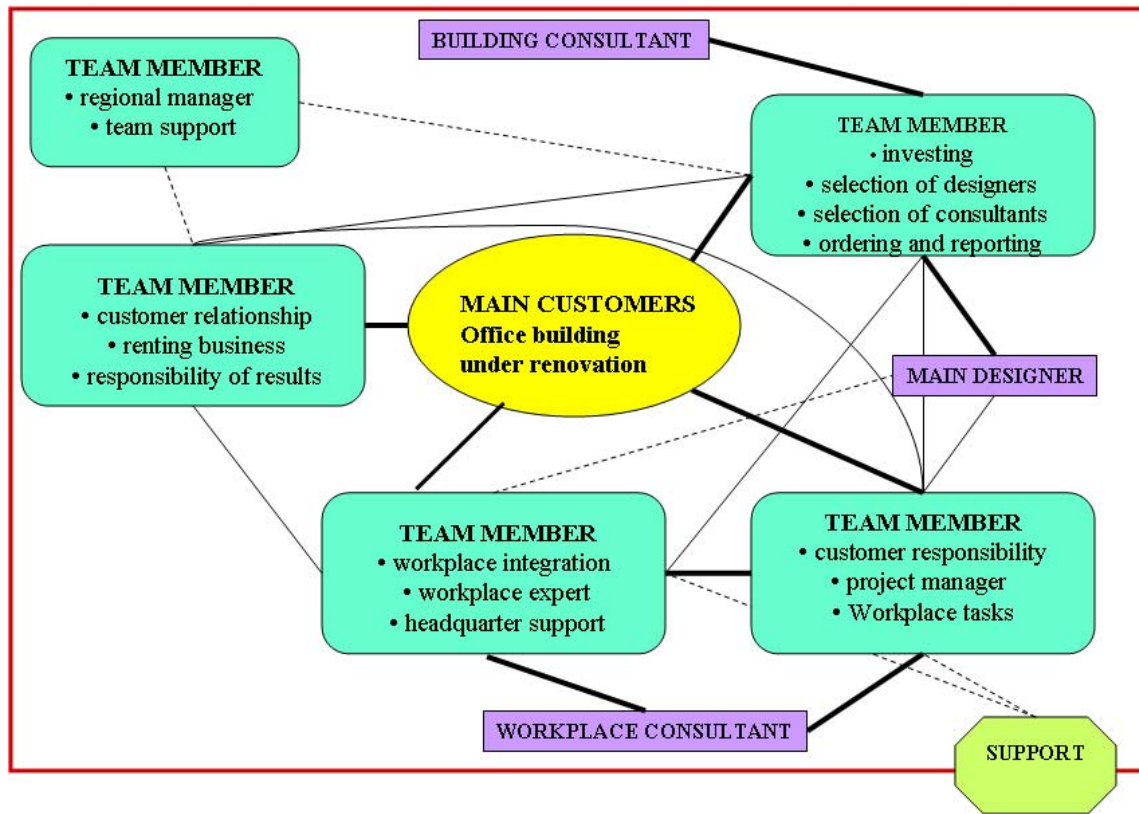 BUILDING CONSULTANT
TEAM MEMBER
• regional manager
• team support
TEAM MEMBER
• investing
• selection of designers
• selection of consultants
• ordering and reporting
TEAM MEMBER
• customer relationship
• renting business
• responsibility of results
MAIN CUSTOMERS
Office building
under renovation
MAIN DESIGNER
TEAM MEMBER
• workplace integration
• workplace expert
• headquarter support
TEAM MEMBER
• customer responsibility
• project manager
• Workplace tasks
WORKPLACE CONSULTANT
SUPPORT